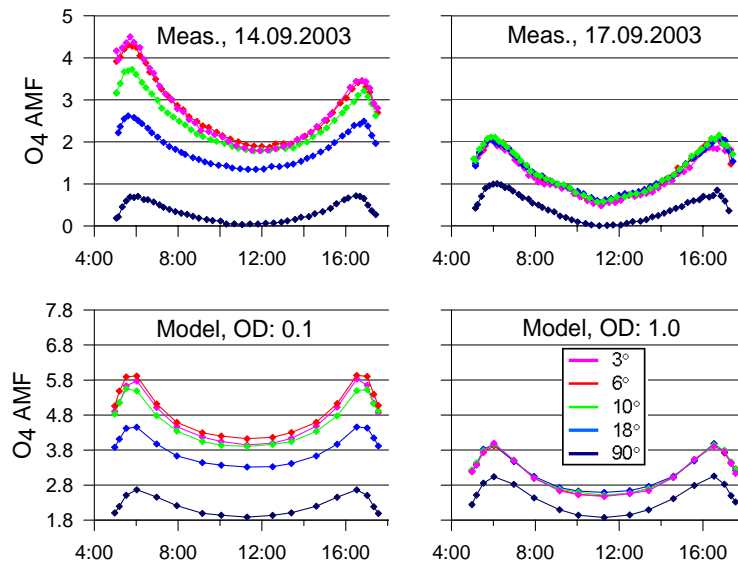 Meas., 14.09.2003
Meas., 17.09.2003
O4 AMF
5
4
3
2
1
0
4:00 8:00 12:00 16:00
4:00 8:00 12:00 16:00
Model, OD: 0.1
Model, OD: 1.0
O4 AMF
7.8
6.8
5.8
4.8
3.8
2.8
1.8
3°
6°
10°
18°
90°
4:00 8:00 12:00 16:00
4:00 8:00 12:00 16:00